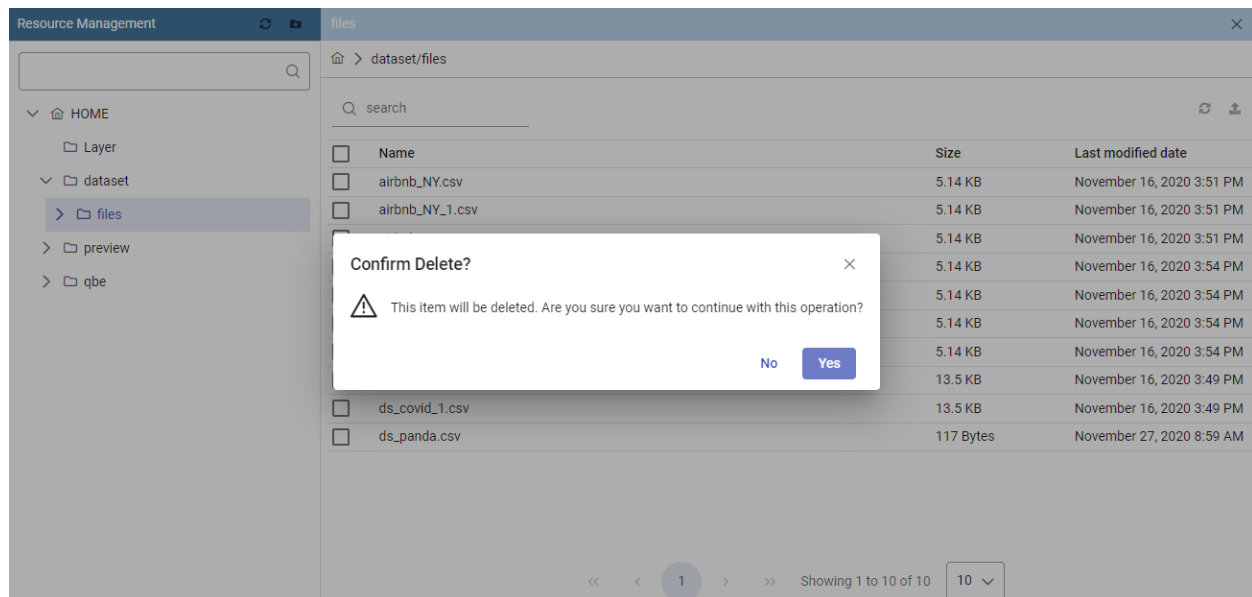 Resource Management
files
dataset/files
HOME
Layer
dataset
files
preview
qbe
search
Name Size Last modified date
airbnb_NY.csv 5.14 KB November 16, 2020 3:51 PM
airbnb_NY_1.csv 5.14 KB November 16, 2020 3:51 PM
5.14 KB November 16, 2020 3:51 PM
5.14 KB November 16, 2020 3:54 PM
5.14 KB November 16, 2020 3:54 PM
5.14 KB November 16, 2020 3:54 PM
5.14 KB November 16, 2020 3:54 PM
13.5 KB November 16, 2020 3:49 PM
ds_covid_1.csv 13.5 KB November 16, 2020 3:49 PM
ds_panda.csv 117 Bytes November 27, 2020 8:59 AM
Confirm Delete?
This item will be deleted. Are you sure you want to continue with this operation?
No Yes
<< < 1 > >> Showing 1 to 10 of 10 10